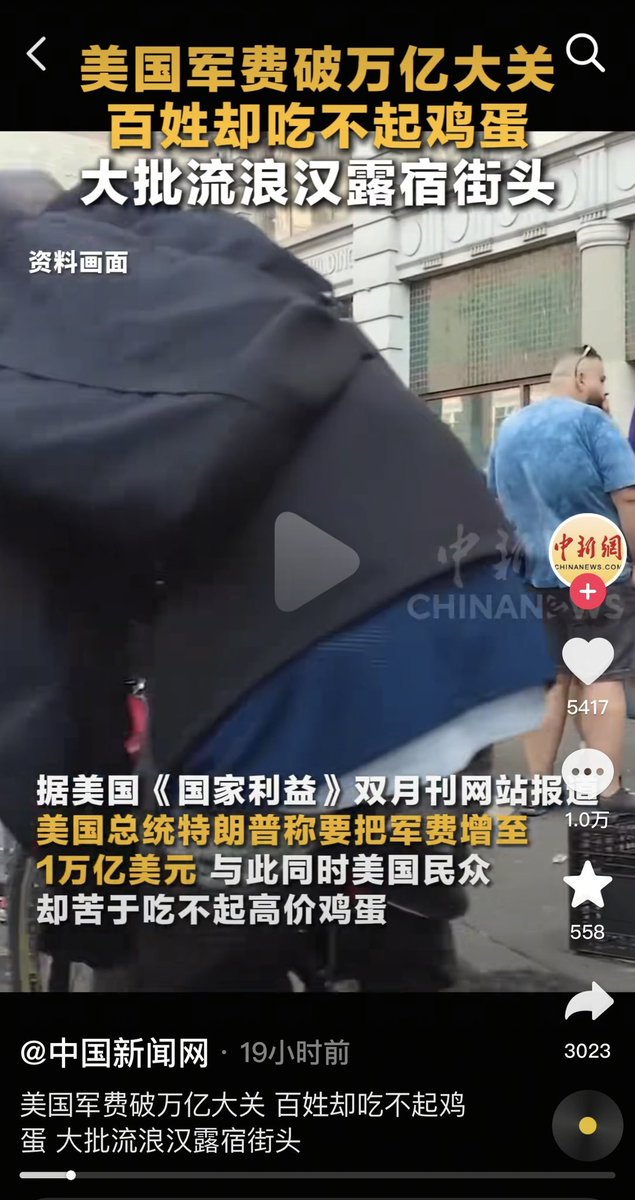 美国军费破万亿大关
百姓却吃不起鸡蛋
大批流浪汉露宿街头
资料画面
中新網
CHINANEWS.COM
中新
CHINANEWS
5417
据美国《国家利益》双月刊网站报道
1.0万
美国总统特朗普称要把军费增至
1万亿美元 与此同时美国民众
却苦于吃不起高价鸡蛋
558
3023
@中国新闻网 · 19小时前
美国军费破万亿大关 百姓却吃不起鸡
蛋 大批流浪汉露宿街头